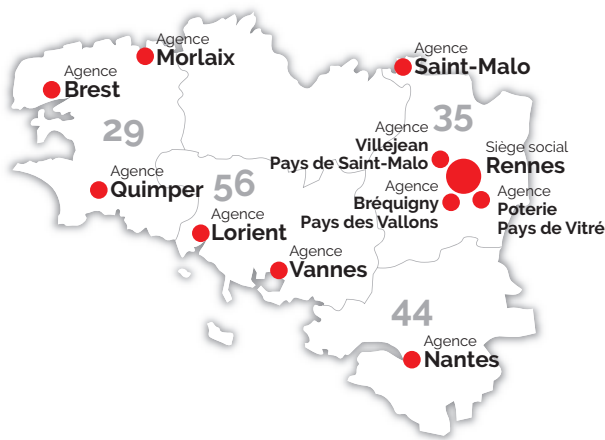 Agence
Morlaix
Agence
Brest
29
Agence
Quimper
56
Agence
Lorient
Agence
Vannes
Agence
Saint-Malo
35
Agence
Villejean
Pays de Saint-Malo
Siège social
Rennes
Agence
Bréquigny
Pays des Vallons
Agence
Poterie
Pays de Vitré
44
Agence
Nantes